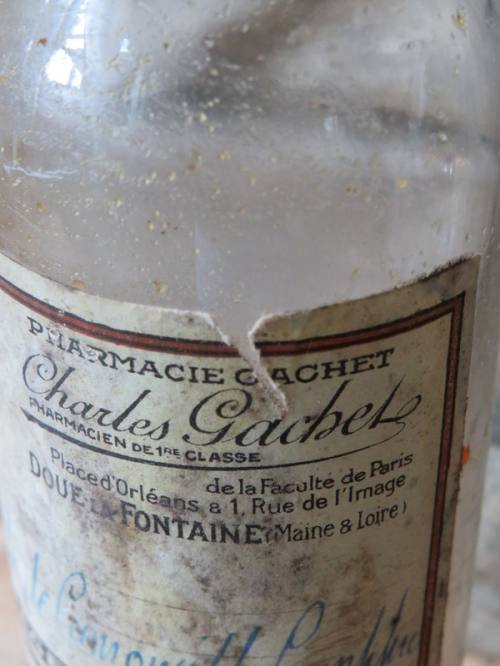 PHARMACIE GACHET
Charles Gachet
PHARMACIEN DE 1RE CLASSE
de la Faculté de Paris
Place d'Orléans & 1, Rue de l'Image
DOUÉ-LA-FONTAINE (Maine & Loire)